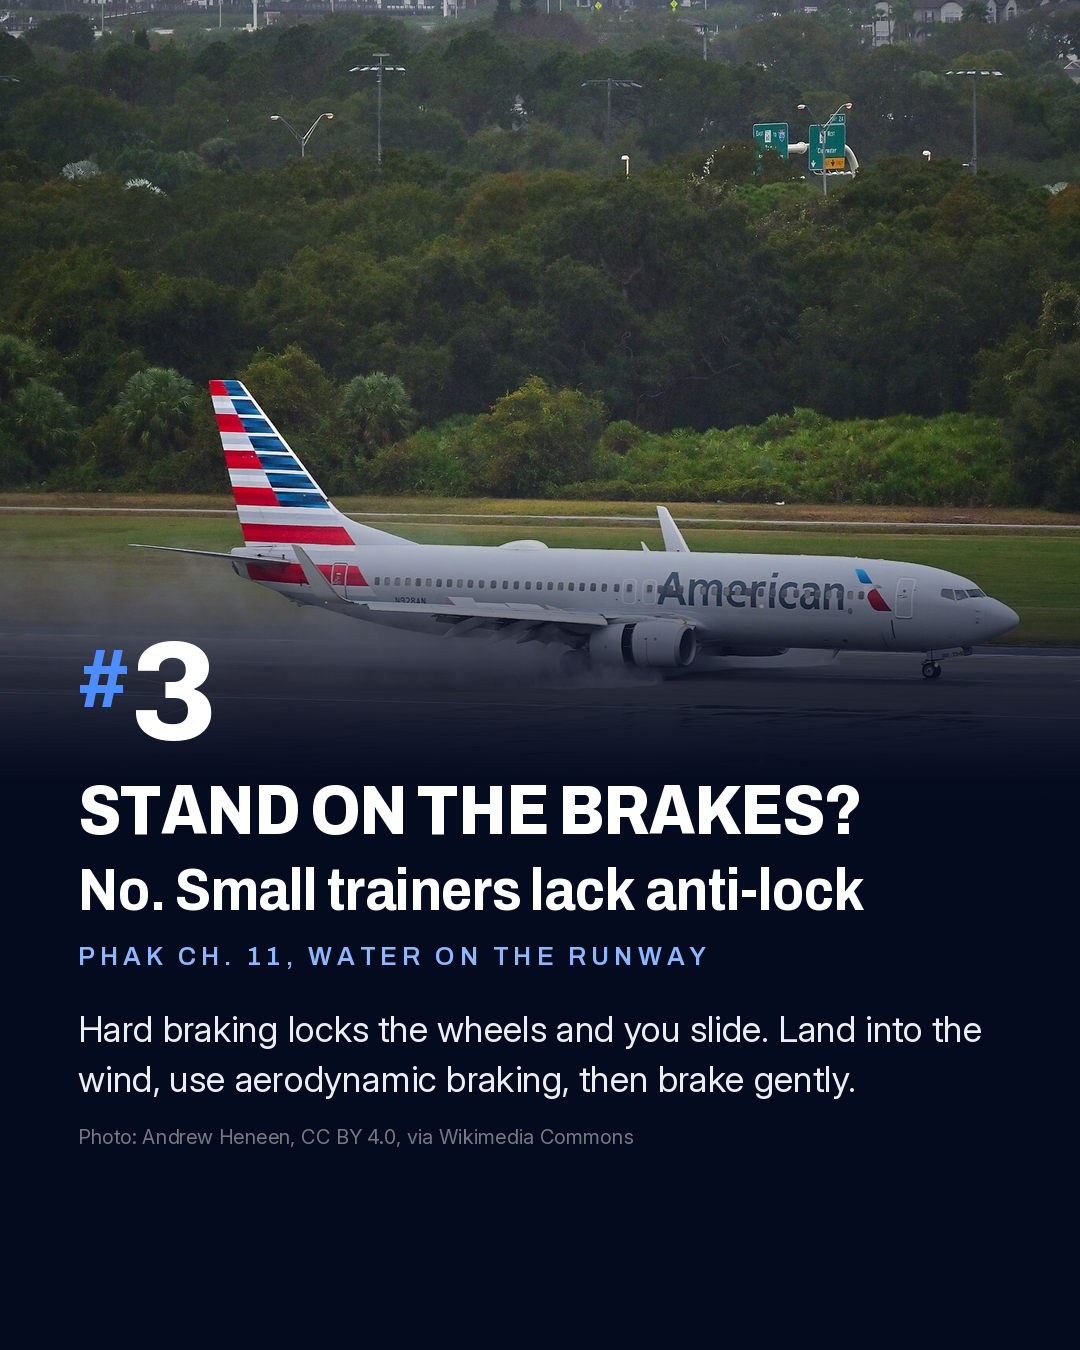 American
N928AN
#3
STAND ON THE BRAKES?
No. Small trainers lack anti-lock
PHAK CH. 11, WATER ON THE RUNWAY
Hard braking locks the wheels and you slide. Land into the
wind, use aerodynamic braking, then brake gently.
Photo: Andrew Heneen, CC BY 4.0, via Wikimedia Commons